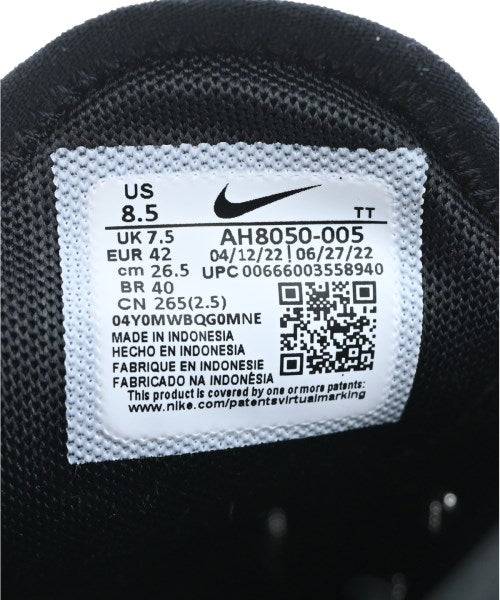 US
8.5
TT
UK 7.5 AH8050-005
EUR 42 04/12/22 | 06/27/22
cm 26.5 UPC 00666003558940
BR 40
CN 265(2.5)
04Y0MWBQG0MNE
MADE IN INDONESIA
HECHO EN INDONESIA
FABRIQUE EN INDONESIE
FABRICADO NA INDONÉSIA
This product is covered by one or more patents:
www.nike.com/patentsvirtualmarking